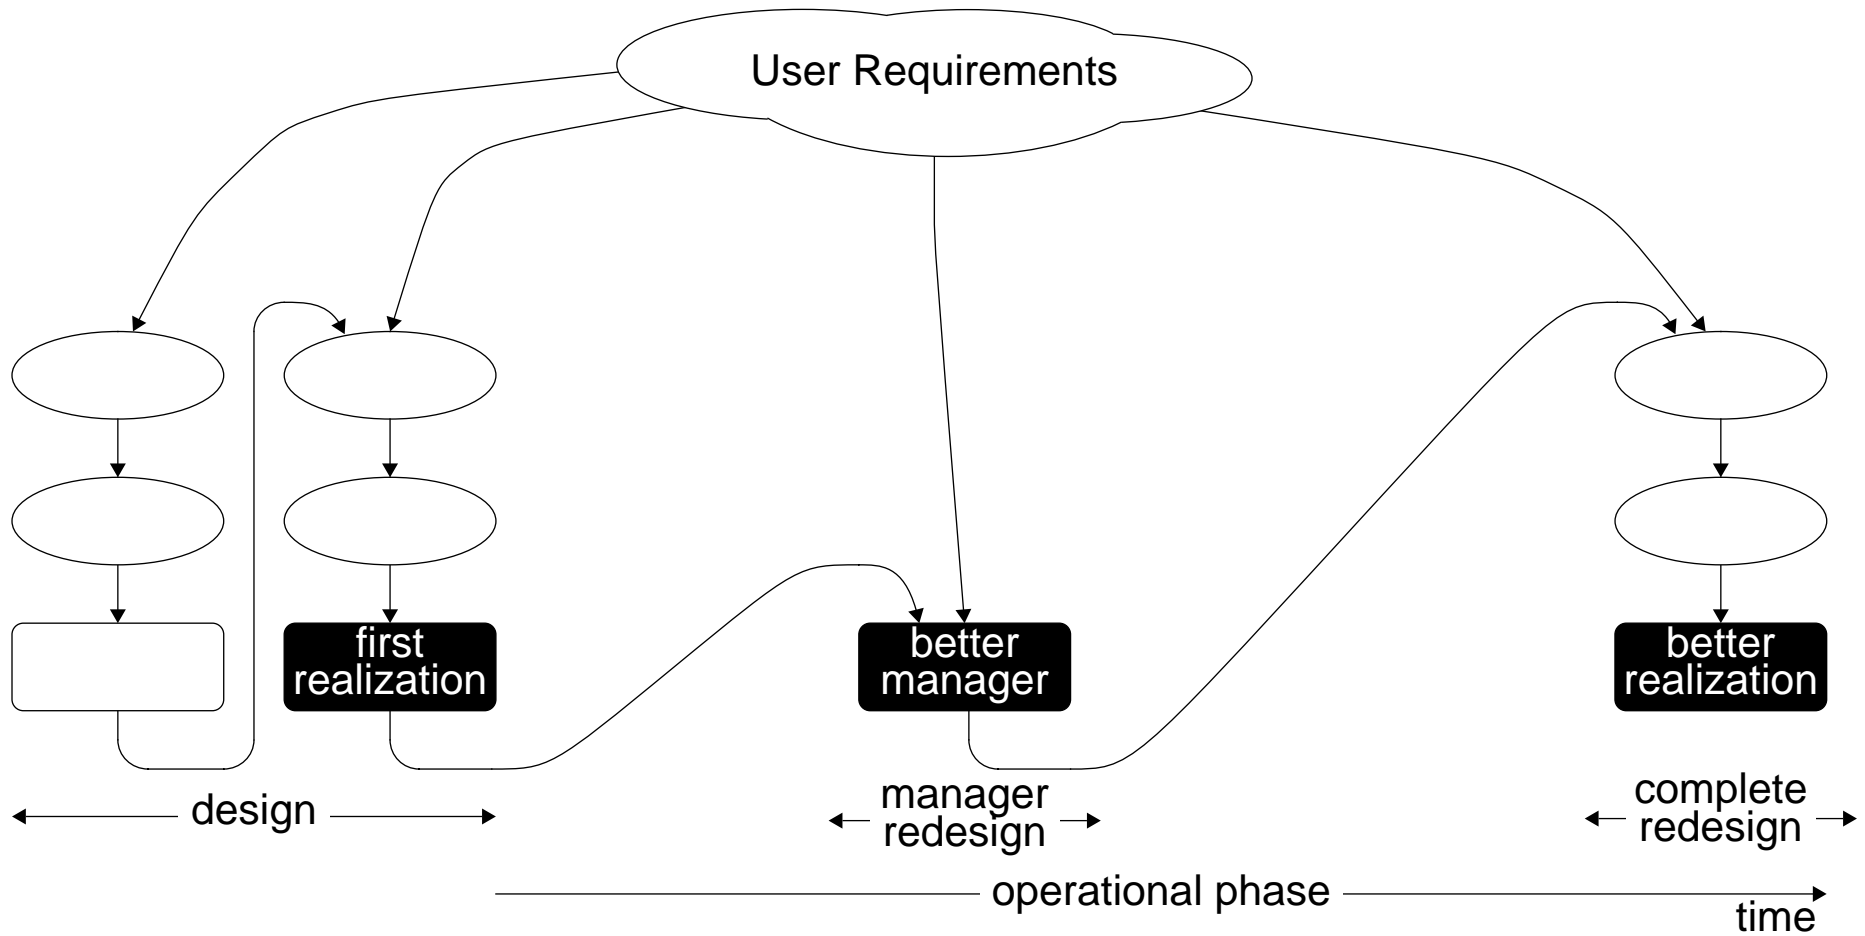 User Requirements
first
realization
better
manager
better
realization
design
manager
redesign
complete
redesign
operational phase
time